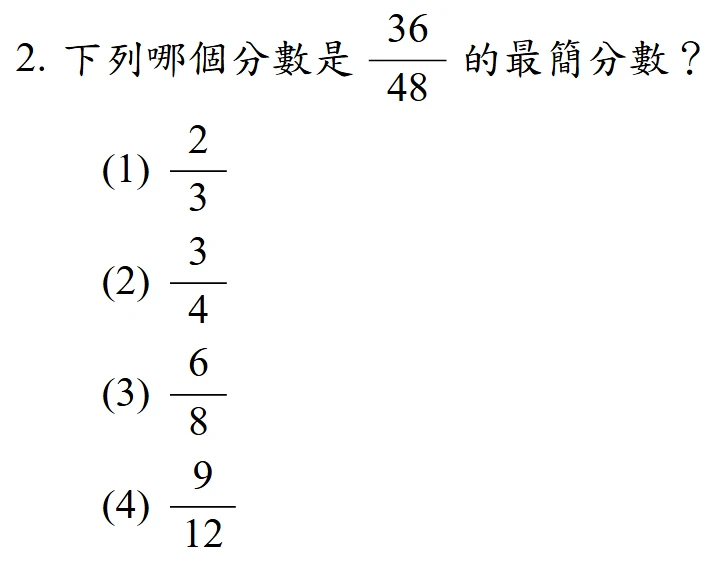 2. 下列哪個分數是 36/48 的最簡分數？
(1) 2/3
(2) 3/4
(3) 6/8
(4) 9/12